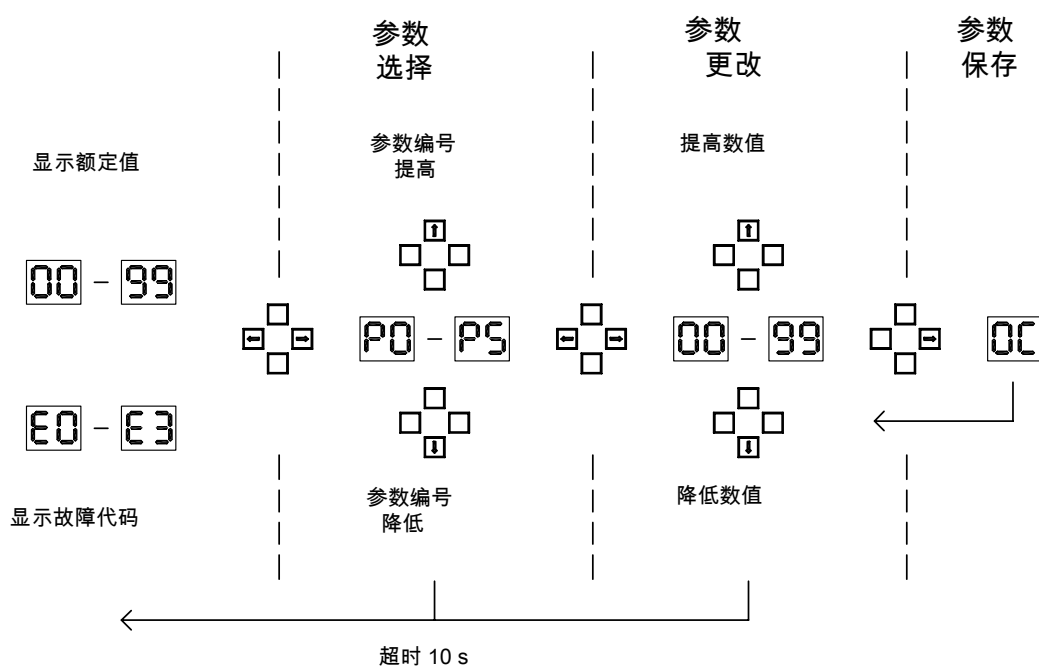 参数
选择
参数
更改
参数
保存
显示额定值
参数编号
提高
提高数值
00 – 99
P0 – P5
00 – 99
0C
E0 – E3
显示故障代码
参数编号
降低
降低数值
超时 10 s